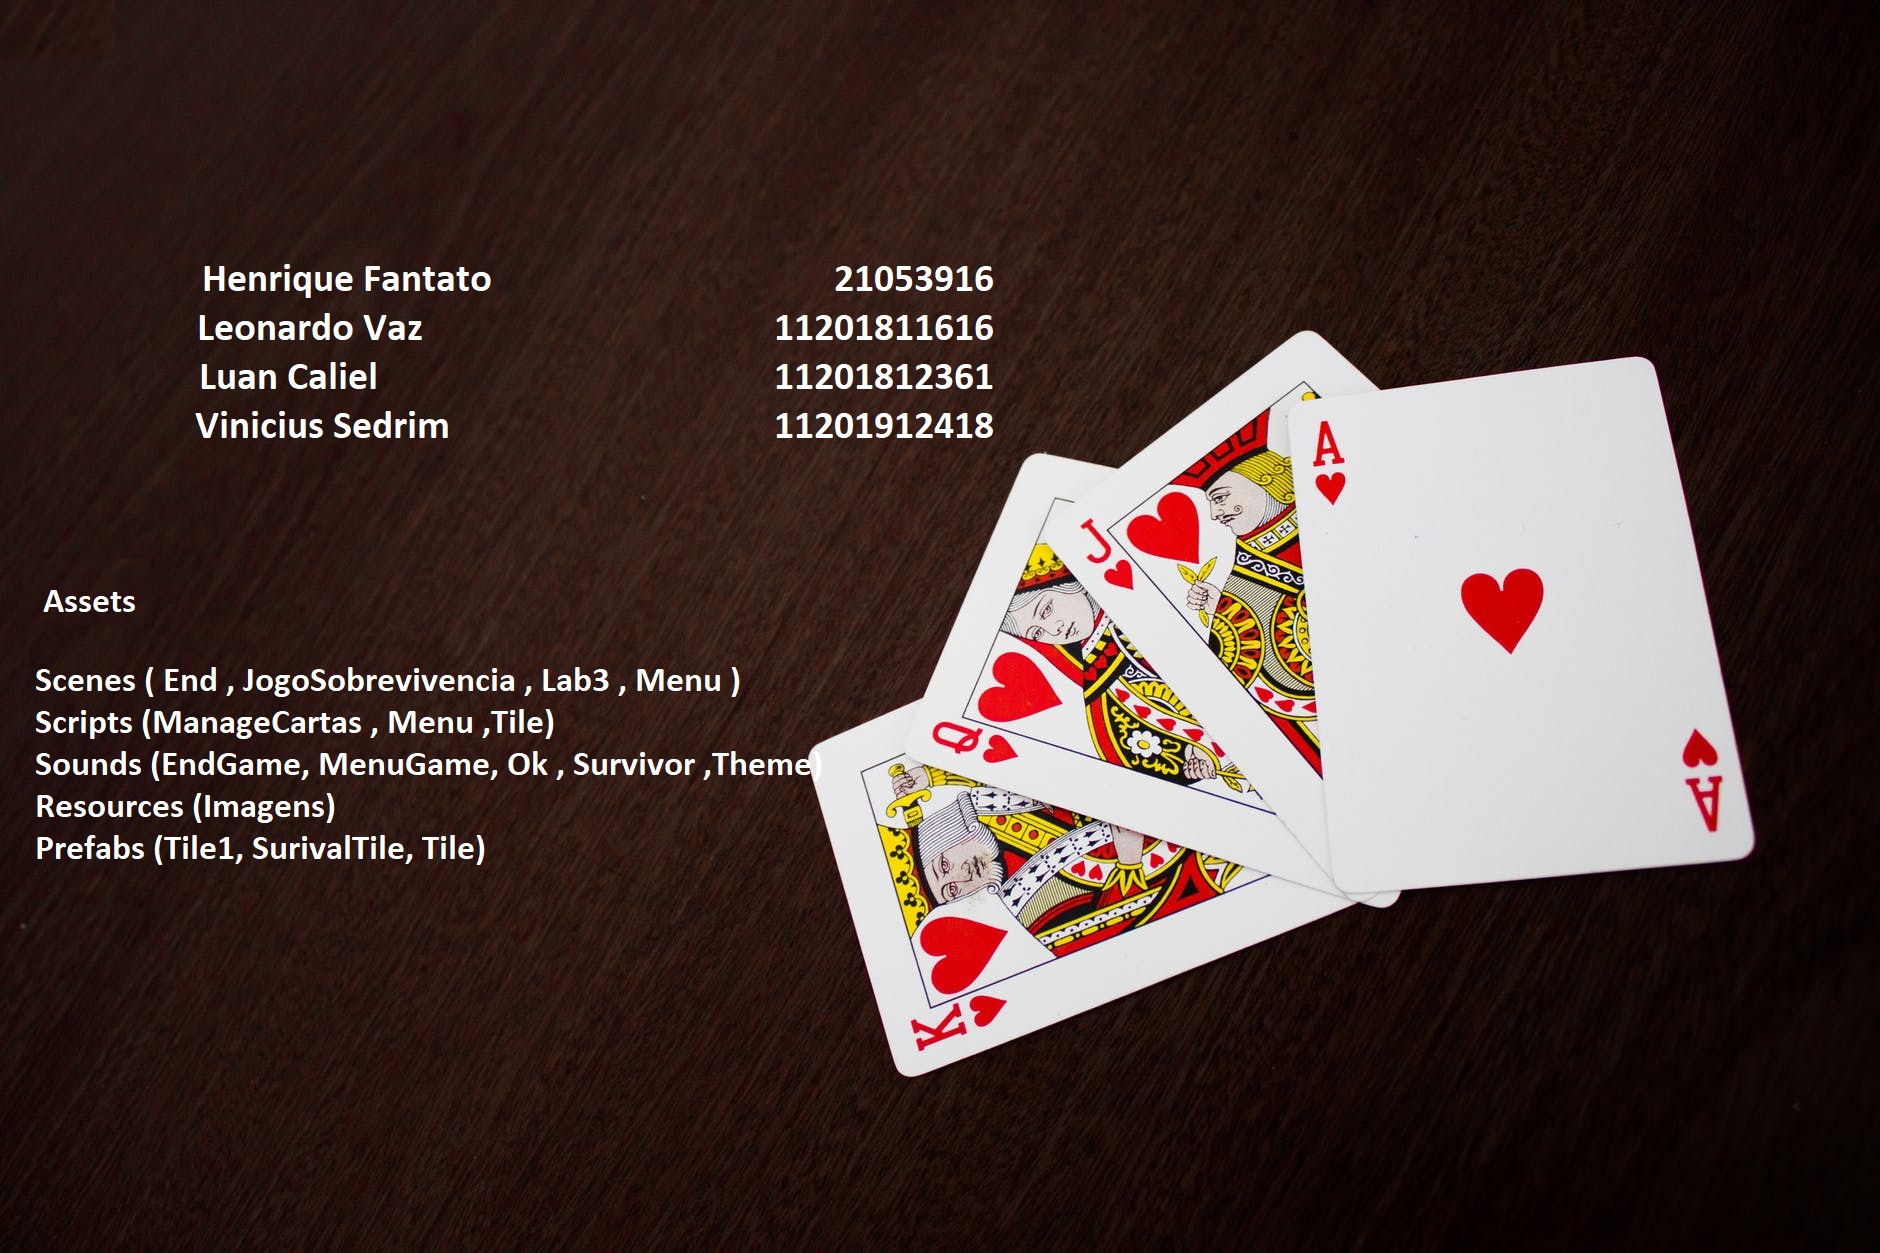 Henrique Fantato 21053916
Leonardo Vaz 11201811616
Luan Caliel 11201812361
Vinicius Sedrim 11201912418
Assets
Scenes ( End , JogoSobrevivencia , Lab3 , Menu )
Scripts (ManageCartas , Menu ,Tile)
Sounds (EndGame, MenuGame, Ok , Survivor ,Theme)
Resources (Imagens)
Prefabs (Tile1, SurivalTile, Tile)
A
J
Q
K
A